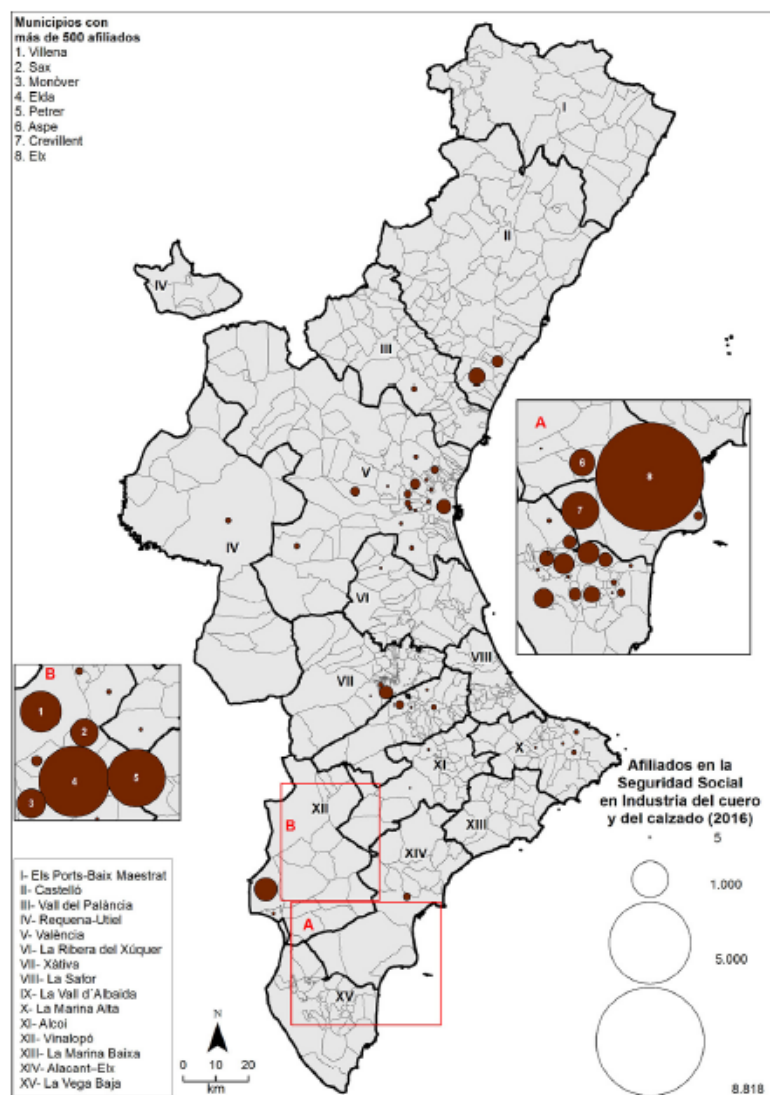 Municipios con
más de 500 afiliados
1. Villena
2. Sax
3. Monòver
4. Elda
5. Petrer
6. Aspe
7. Crevillent
8. Elx
I
II
IV
III
A
6
8
7
V
IV
VI
VIII
VII
B
1
2
4
5
3
X
XI
XII
B
XIII
XIV
A
XV
Afiliados en la
Seguridad Social
en Industria del cuero
y del calzado (2016)
5
1.000
5.000
8.818
I- Els Ports-Baix Maestrat
II- Castelló
III- Vall del Palància
IV- Requena-Utiel
V- València
VI- La Ribera del Xúquer
VII- Xàtiva
VIII- La Safor
IX- La Vall d´Albaida
X- La Marina Alta
XI- Alcoi
XII- Vinalopó
XIII- La Marina Baixa
XIV- Alacant–Elx
XV- La Vega Baja
N
0 10 20
km